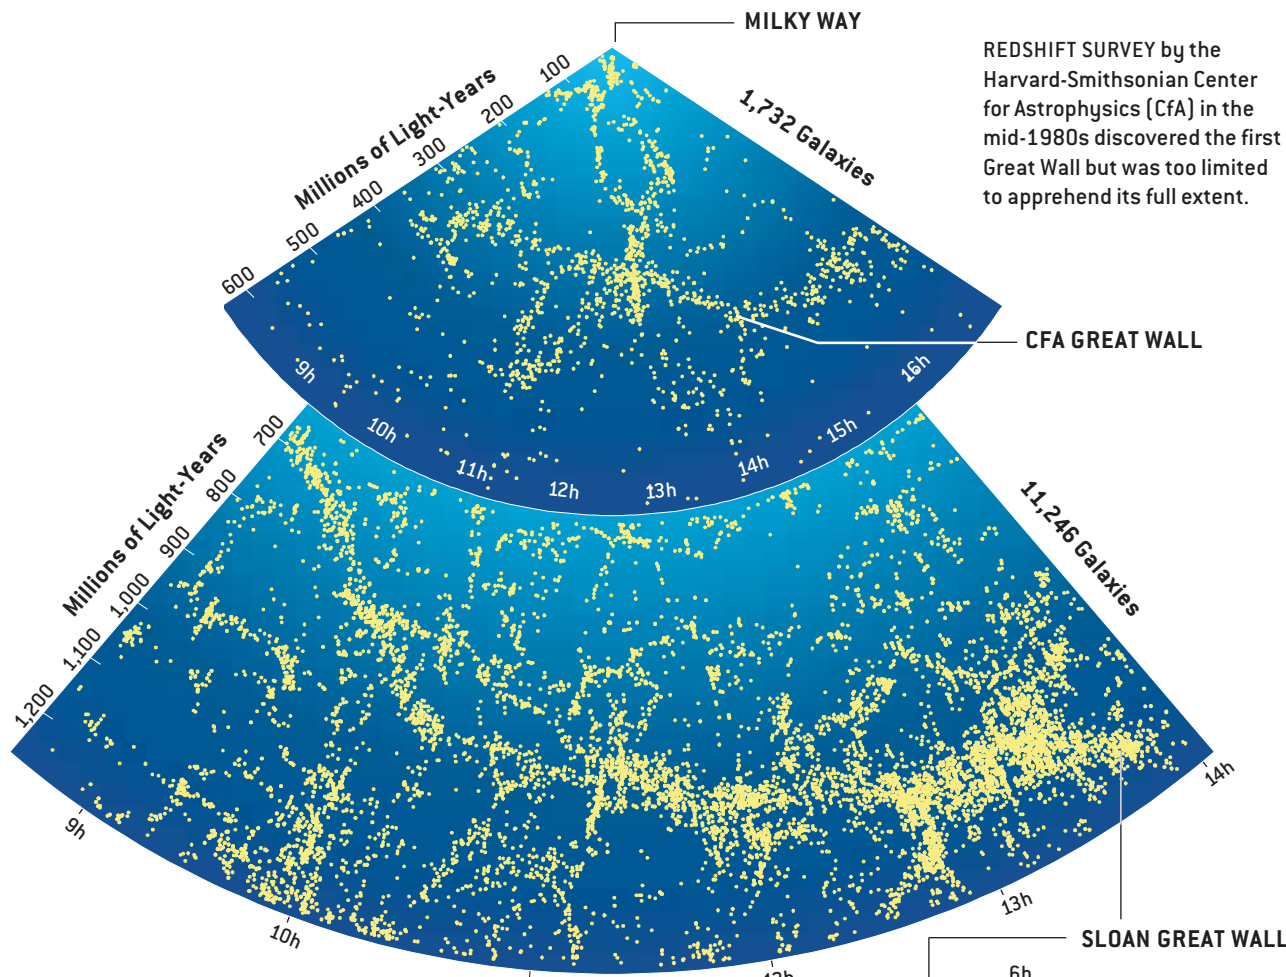 MILKY WAY
REDSHIFT SURVEY by the
Harvard-Smithsonian Center
for Astrophysics (CfA) in the
mid-1980s discovered the first
Great Wall but was too limited
to apprehend its full extent.
Millions of Light-Years
100
200
300
400
500
600
1,732 Galaxies
CFA GREAT WALL
9h
10h
11h
12h
13h
14h
15h
16h
Millions of Light-Years
700
800
900
1,000
1,100
1,200
11,246 Galaxies
9h
10h
13h
14h
SLOAN GREAT WALL
6h